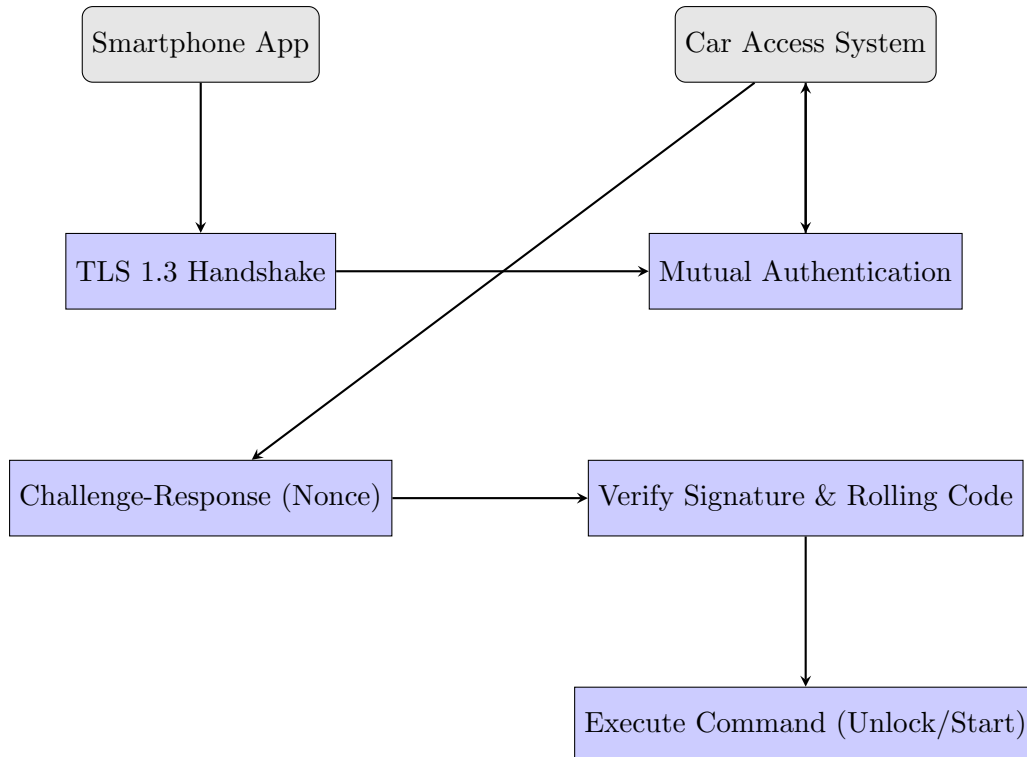 Smartphone App
Car Access System
TLS 1.3 Handshake
Mutual Authentication
Challenge-Response (Nonce)
Verify Signature & Rolling Code
Execute Command (Unlock/Start)